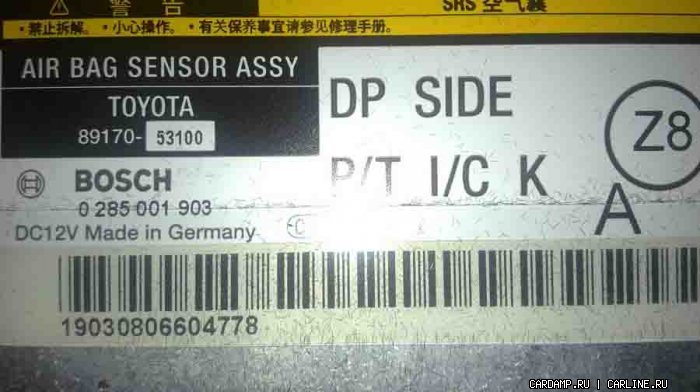 警告
SRS 空气囊
•禁止拆解。 •小心操作。 •有关保养事宜请参见修理手册。
AIR BAG SENSOR ASSY
TOYOTA
89170- 53100
DP SIDE
Z8
P/T I/C K
A
BOSCH
0 285 001 903
DC12V Made in Germany
19030806604778
CARDAMP.RU | CARLINE.RU